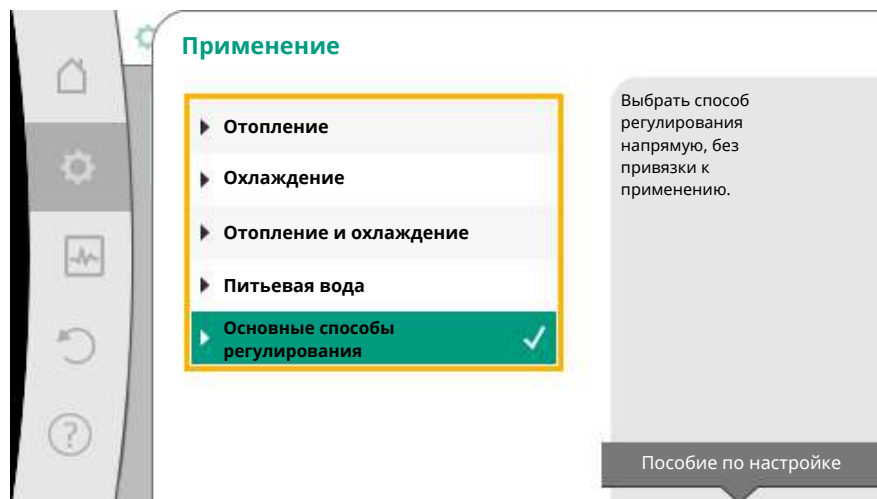 Применение
Отопление
Охлаждение
Отопление и охлаждение
Питьевая вода
Основные способы
регулирования
Выбрать способ
регулирования
напрямую, без
привязки к
применению.
Пособие по настройке